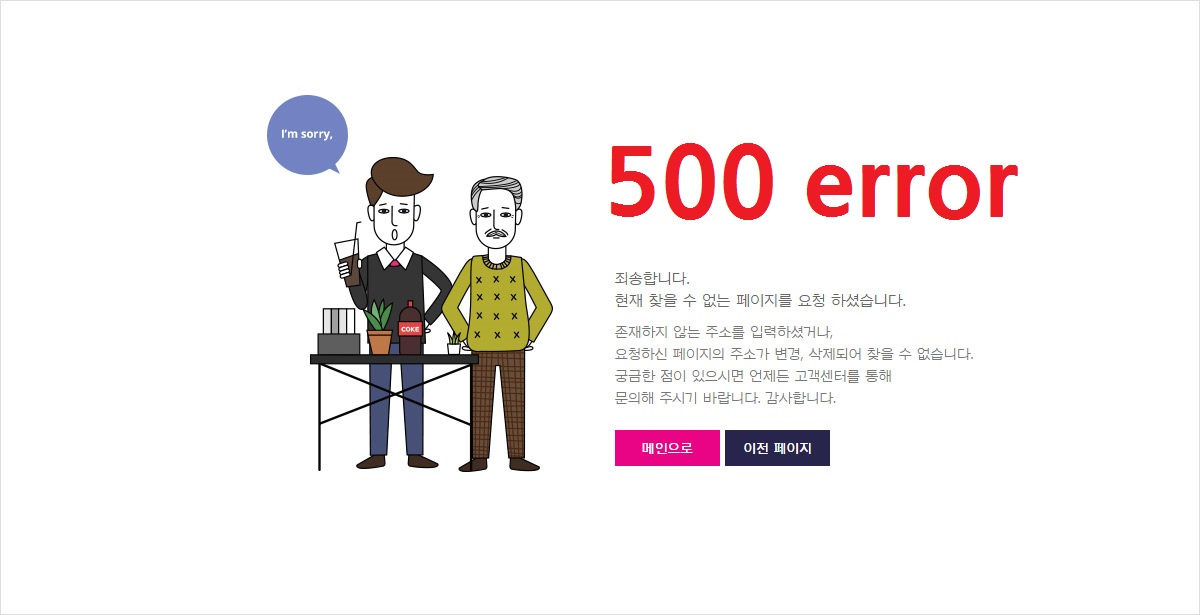 I'm sorry,
500 error
죄송합니다.
현재 찾을 수 없는 페이지를 요청 하셨습니다.
존재하지 않는 주소를 입력하셨거나,
요청하신 페이지의 주소가 변경, 삭제되어 찾을 수 없습니다.
궁금한 점이 있으시면 언제든 고객센터를 통해
문의해 주시기 바랍니다. 감사합니다.
COKE
메인으로
이전 페이지